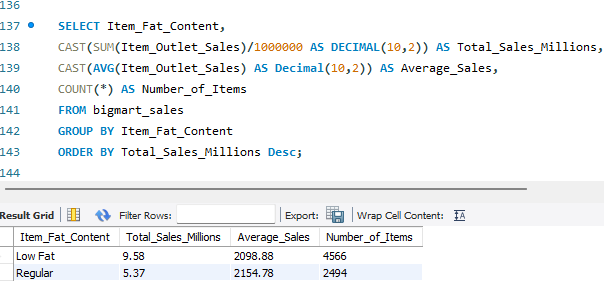 136
137 SELECT Item_Fat_Content,
138 CAST(SUM(Item_Outlet_Sales)/1000000 AS DECIMAL(10,2)) AS Total_Sales_Millions,
139 CAST(AVG(Item_Outlet_Sales) AS Decimal(10,2)) AS Average_Sales,
140 COUNT(*) AS Number_of_Items
141 FROM bigmart_sales
142 GROUP BY Item_Fat_Content
143 ORDER BY Total_Sales_Millions Desc;
144
Result Grid Filter Rows: Export: Wrap Cell Content: IA
Item_Fat_Content Total_Sales_Millions Average_Sales Number_of_Items
Low Fat 9.58 2098.88 4566
Regular 5.37 2154.78 2494